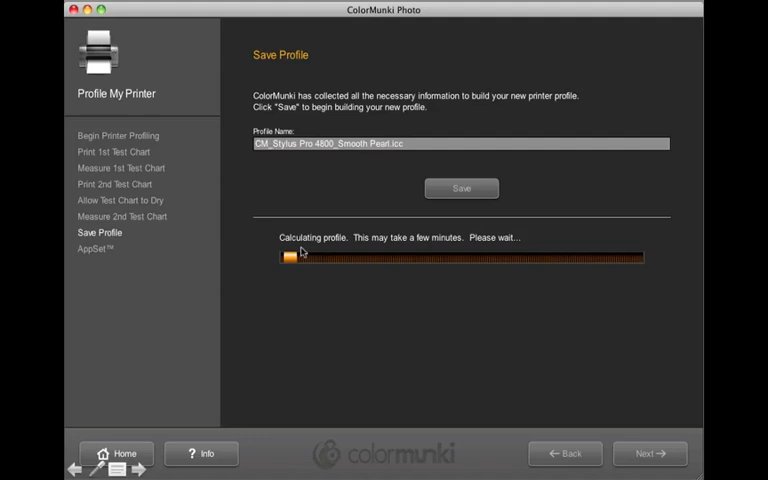 ColorMunki Photo
Profile My Printer
Begin Printer Profiling
Print 1st Test Chart
Measure 1st Test Chart
Print 2nd Test Chart
Allow Test Chart to Dry
Measure 2nd Test Chart
Save Profile
AppSet™
Save Profile
ColorMunki has collected all the necessary information to build your new printer profile.
Click "Save" to begin building your new profile.
Profile Name:
CM_Stylus Pro 4800_Smooth Pearl.icc
Save
Calculating profile. This may take a few minutes. Please wait...
Home
? Info
colormunki
Back
Next